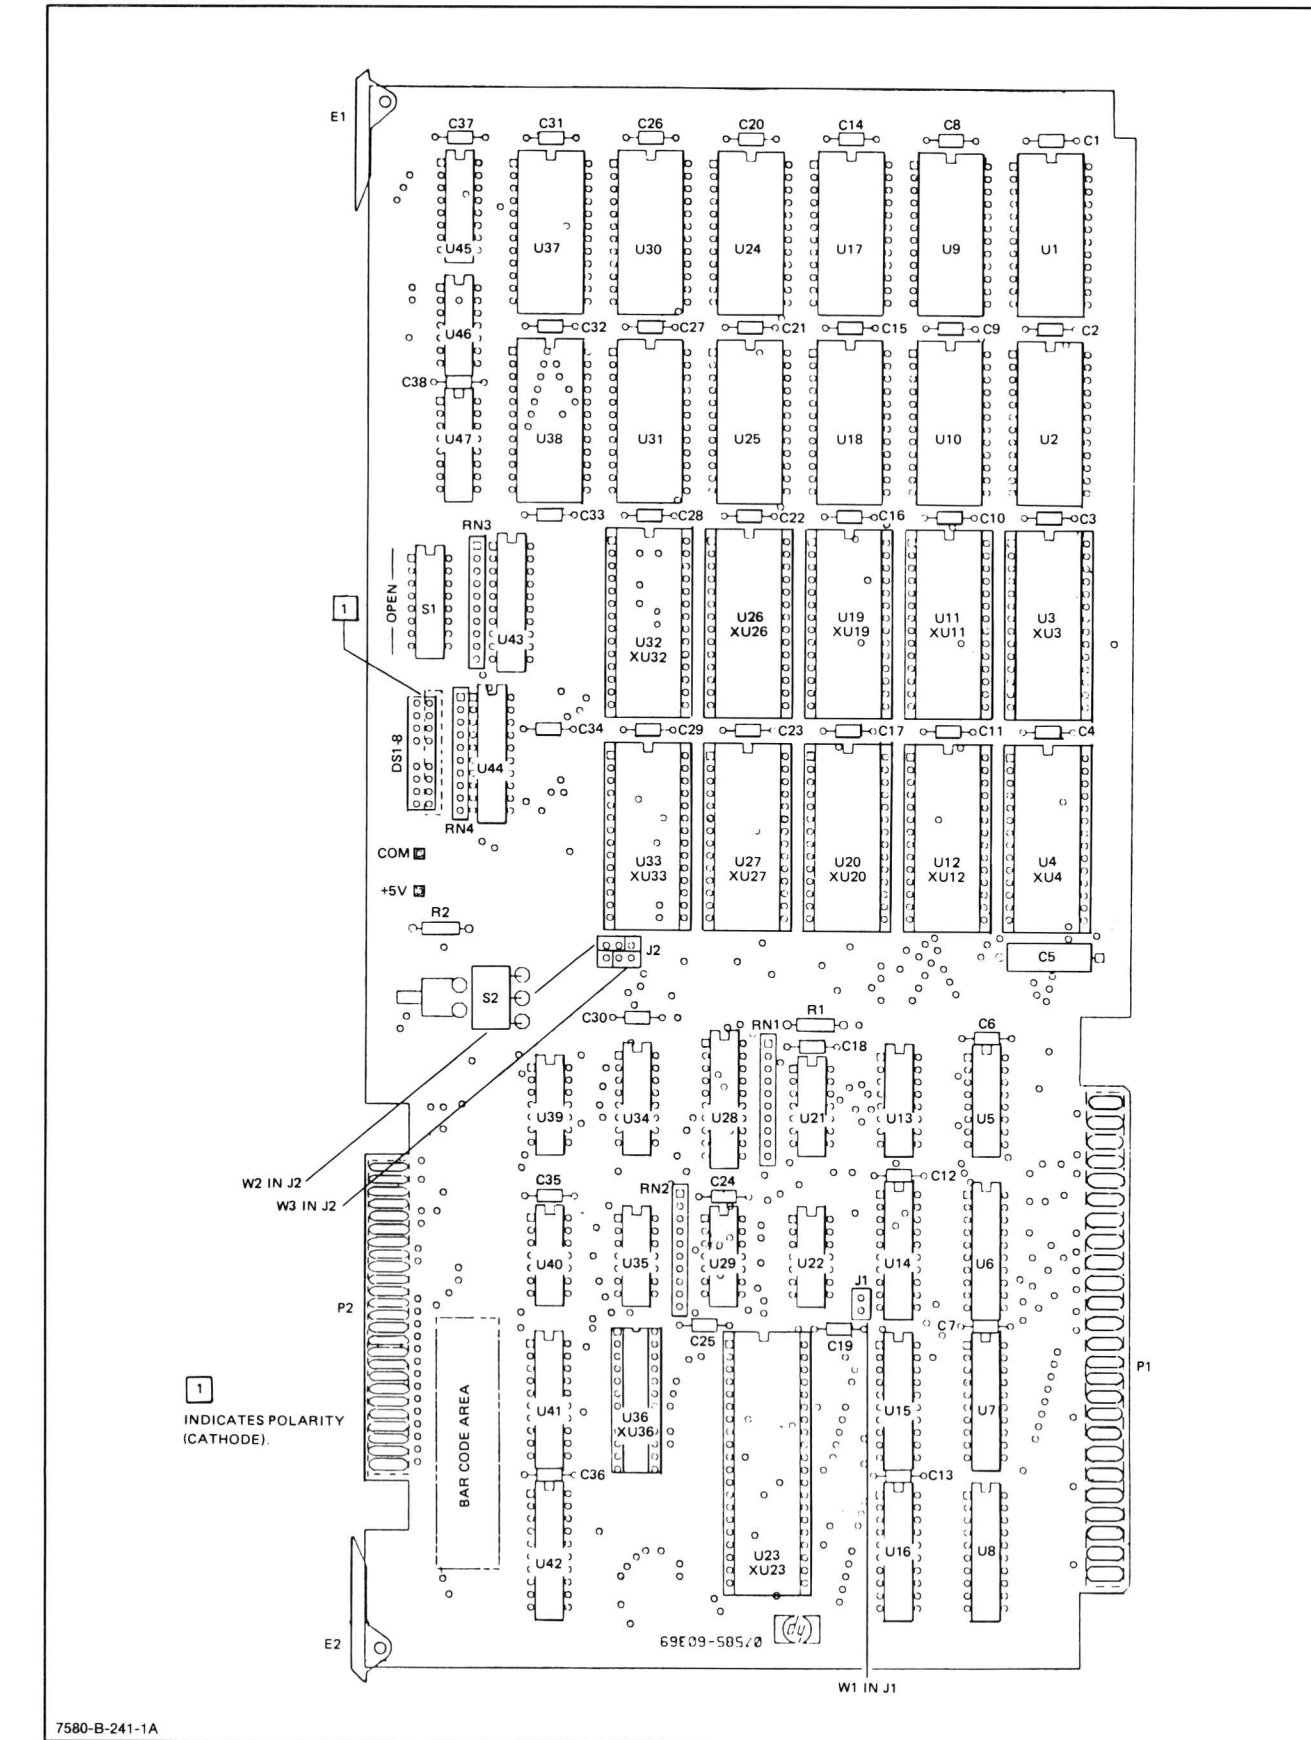 E1
C37 C31 C26 C20 C14 C8 C1
U45 U37 U30 U24 U17 U9 U1
C32 C27 C21 C15 C9 C2
U46
C38
U47 U38 U31 U25 U18 U10 U2
C33 C28 C22 C16 C10 C3
RN3
1
OPEN
S1 U43
U32 U26 U19 U11 U3
XU32 XU26 XU19 XU11 XU3
C34 C29 C23 C17 C11 C4
DS1-8
U44
RN4
COM
+5V
U33 U27 U20 U12 U4
XU33 XU27 XU20 XU12 XU4
R2
J2
C5
S2
C30 RN1 R1 C6
C18
U39 U34 U28 U21 U13 U5
W2 IN J2
W3 IN J2
C35 RN2 C24 C12
U40 U35 U29 U22 U14 U6
J1
P2
C25 C19 C7
P1
1
INDICATES POLARITY
(CATHODE).
BAR CODE AREA
U41 U36 U15 U7
XU36
C36 C13
U42 U23 U16 U8
XU23
E2
07585-60369
hp
W1 IN J1
7580-B-241-1A